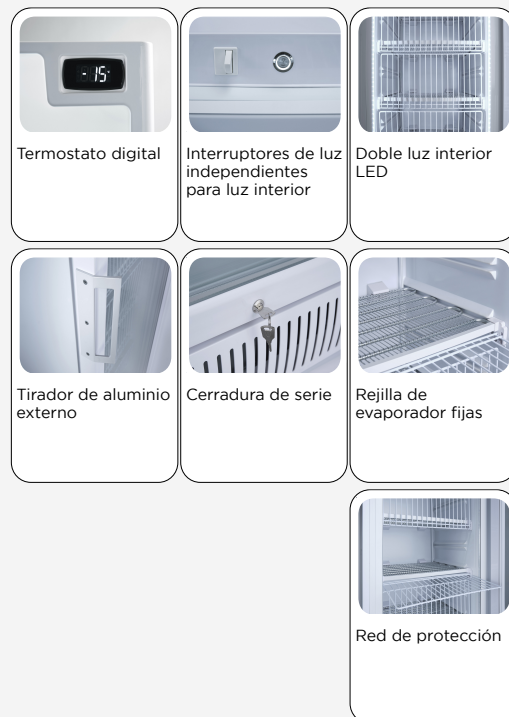 -15°
Termostato digital
Interruptores de luz
independientes
para luz interior
Doble luz interior
LED
Tirador de aluminio
externo
Cerradura de serie
Rejilla de
evaporador fijas
Red de protección